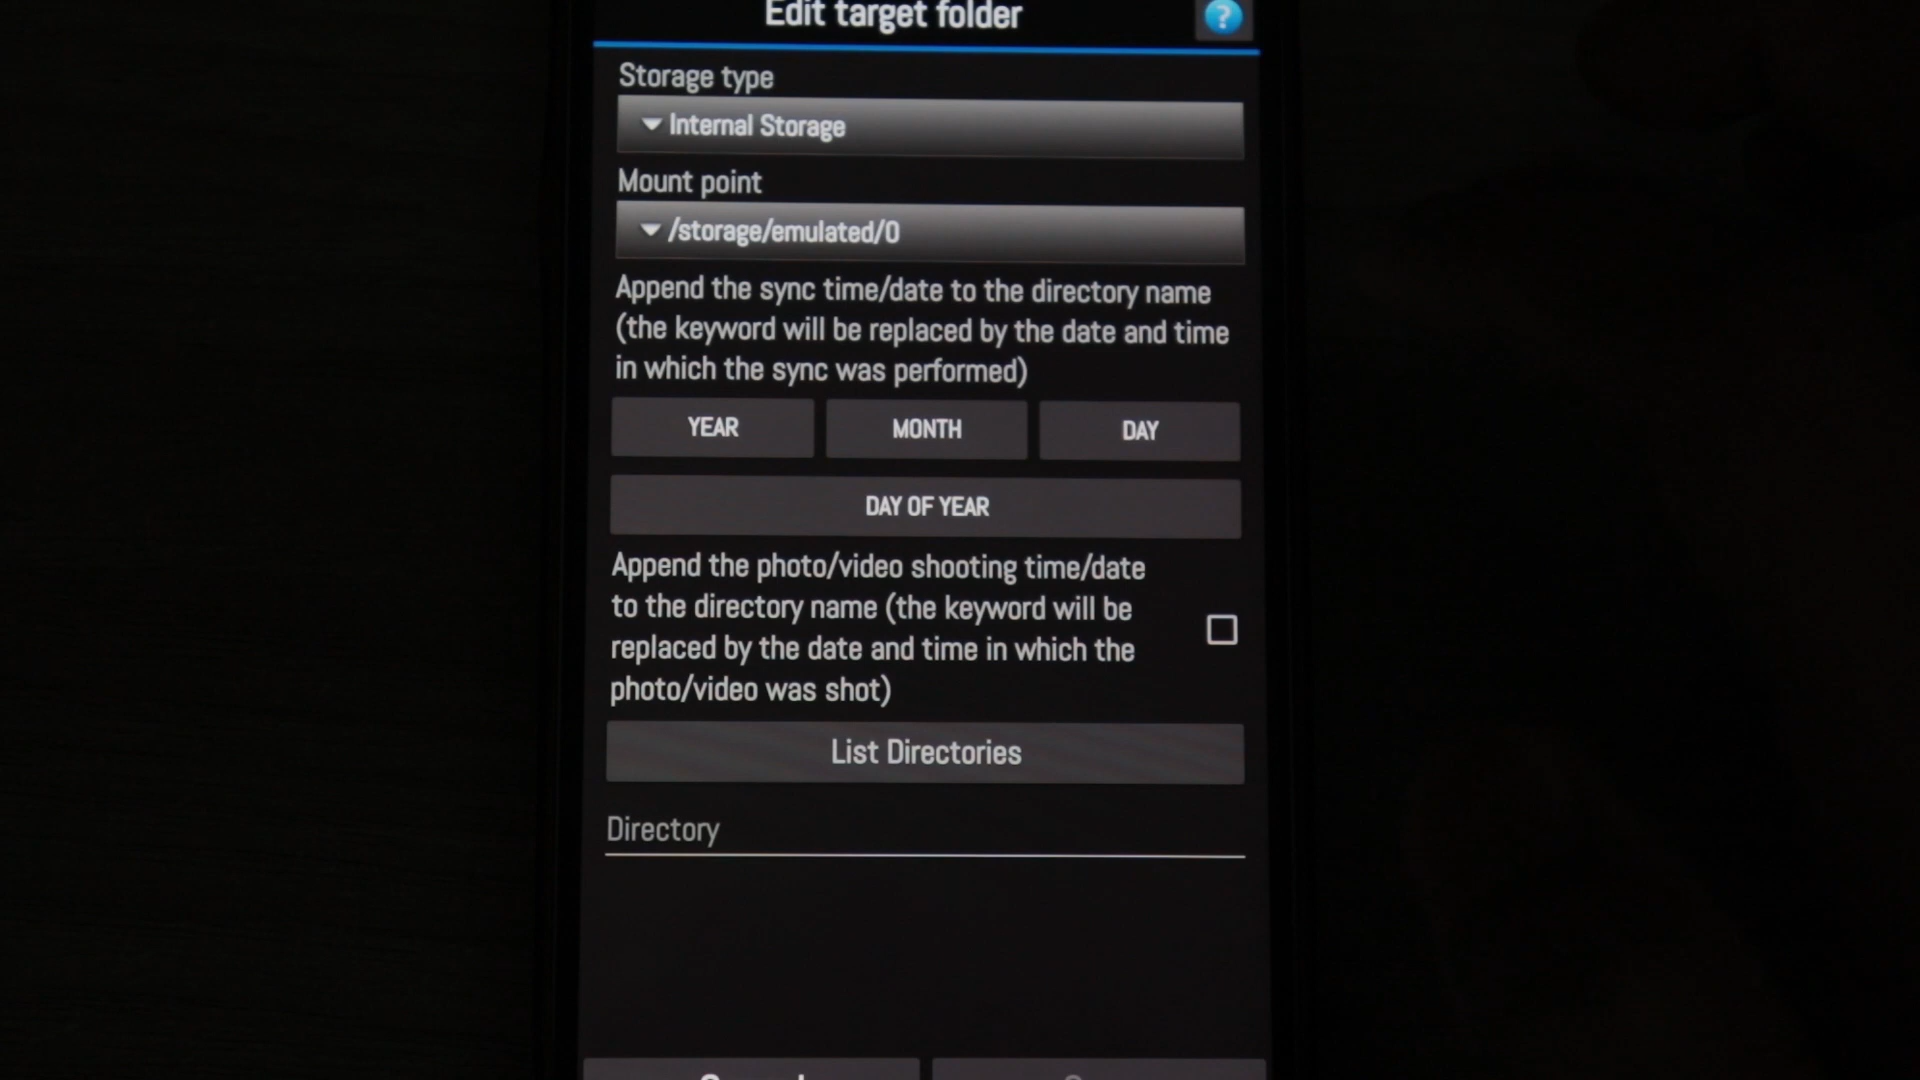 Edit target folder
?
Storage type
Internal Storage
Mount point
/storage/emulated/0
Append the sync time/date to the directory name
(the keyword will be replaced by the date and time
in which the sync was performed)
YEAR MONTH DAY
DAY OF YEAR
Append the photo/video shooting time/date
to the directory name (the keyword will be
replaced by the date and time in which the
photo/video was shot)
List Directories
Directory